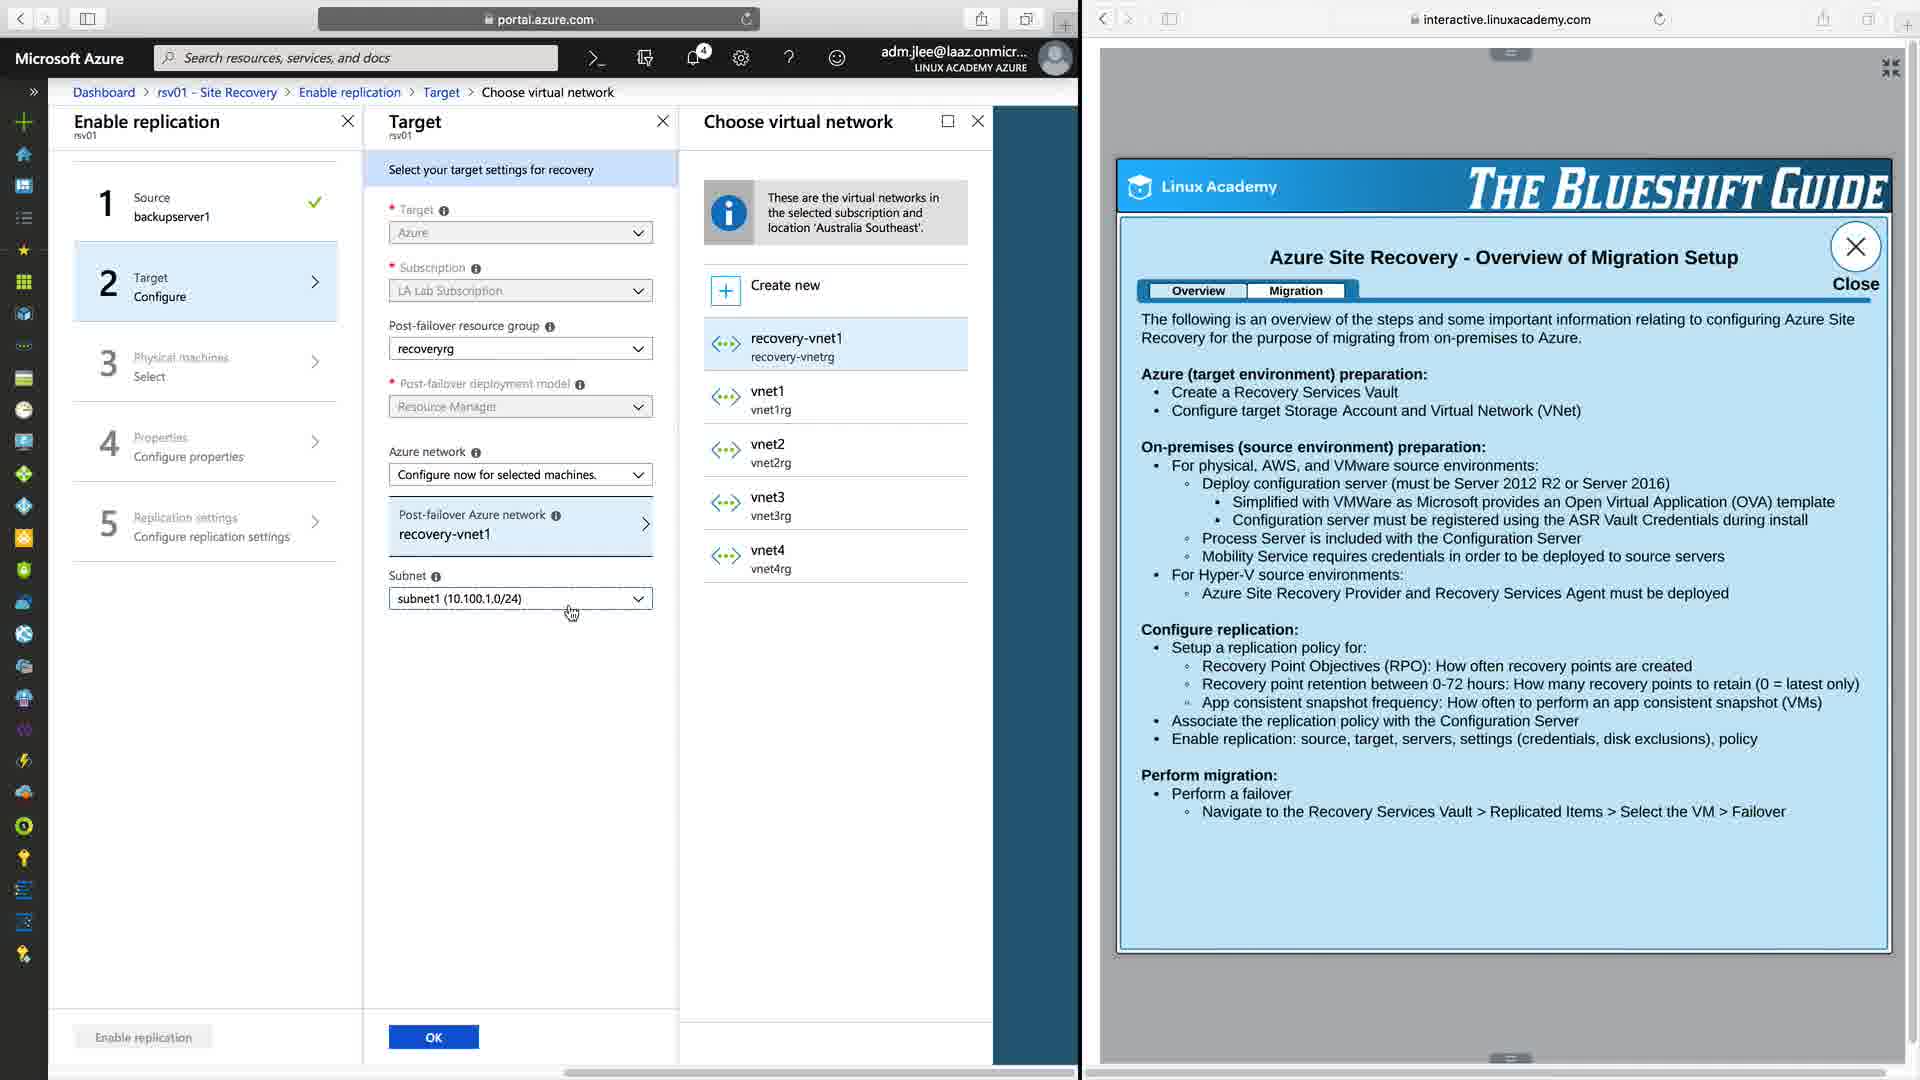 portal.azure.com
Microsoft Azure
Search resources, services, and docs
4
adm.jlee@laaz.onmicr...
LINUX ACADEMY AZURE
Dashboard > rsv01 - Site Recovery > Enable replication > Target > Choose virtual network
Enable replication
rsv01
1
Source
backupserver1
2
Target
Configure
3
Physical machines
Select
4
Properties
Configure properties
5
Replication settings
Configure replication settings
Enable replication
Target
rsv01
Select your target settings for recovery
* Target
Azure
* Subscription
LA Lab Subscription
Post-failover resource group
recoveryrg
* Post-failover deployment model
Resource Manager
Azure network
Configure now for selected machines.
Post-failover Azure network
recovery-vnet1
Subnet
subnet1 (10.100.1.0/24)
OK
Choose virtual network
These are the virtual networks in
the selected subscription and
location 'Australia Southeast'.
Create new
recovery-vnet1
recovery-vnetrg
vnet1
vnet1rg
vnet2
vnet2rg
vnet3
vnet3rg
vnet4
vnet4rg
interactive.linuxacademy.com
Linux Academy
THE BLUESHIFT GUIDE
Azure Site Recovery - Overview of Migration Setup
Close
Overview
Migration
The following is an overview of the steps and some important information relating to configuring Azure Site
Recovery for the purpose of migrating from on-premises to Azure.
Azure (target environment) preparation:
• Create a Recovery Services Vault
• Configure target Storage Account and Virtual Network (VNet)
On-premises (source environment) preparation:
• For physical, AWS, and VMware source environments:
◦ Deploy configuration server (must be Server 2012 R2 or Server 2016)
▪ Simplified with VMWare as Microsoft provides an Open Virtual Application (OVA) template
▪ Configuration server must be registered using the ASR Vault Credentials during install
◦ Process Server is included with the Configuration Server
◦ Mobility Service requires credentials in order to be deployed to source servers
• For Hyper-V source environments:
◦ Azure Site Recovery Provider and Recovery Services Agent must be deployed
Configure replication:
• Setup a replication policy for:
◦ Recovery Point Objectives (RPO): How often recovery points are created
◦ Recovery point retention between 0-72 hours: How many recovery points to retain (0 = latest only)
◦ App consistent snapshot frequency: How often to perform an app consistent snapshot (VMs)
• Associate the replication policy with the Configuration Server
• Enable replication: source, target, servers, settings (credentials, disk exclusions), policy
Perform migration:
• Perform a failover
◦ Navigate to the Recovery Services Vault > Replicated Items > Select the VM > Failover